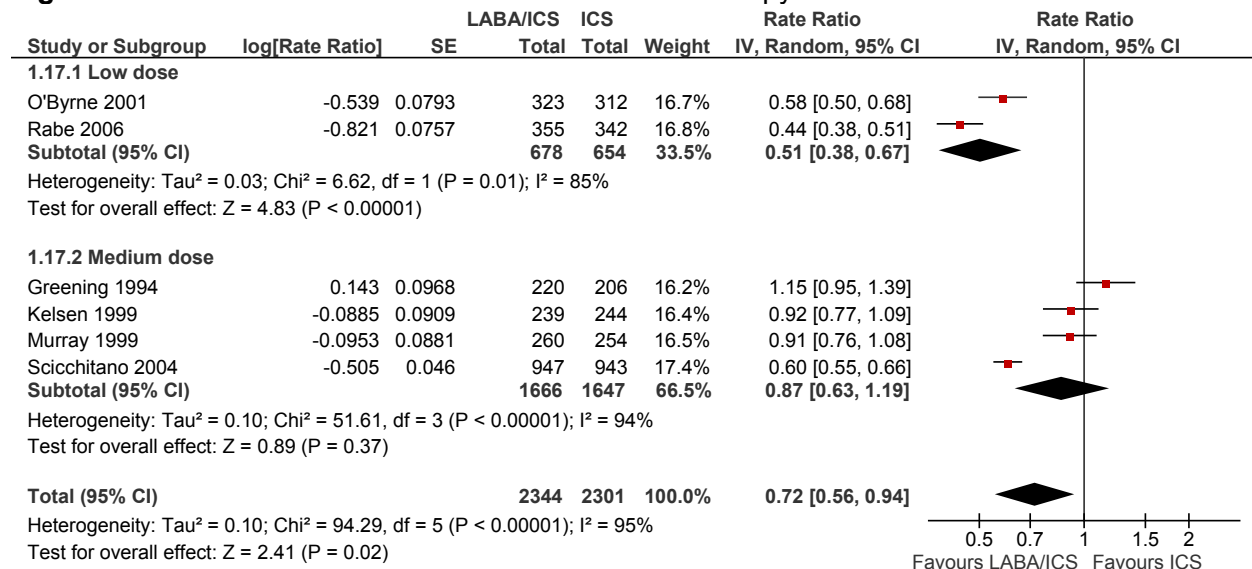 LABA/ICS ICS Rate Ratio Rate Ratio
Study or Subgroup log[Rate Ratio] SE Total Total Weight IV, Random, 95% CI IV, Random, 95% CI
1.17.1 Low dose
O'Byrne 2001 -0.539 0.0793 323 312 16.7% 0.58 [0.50, 0.68]
Rabe 2006 -0.821 0.0757 355 342 16.8% 0.44 [0.38, 0.51]
Subtotal (95% CI) 678 654 33.5% 0.51 [0.38, 0.67]
Heterogeneity: Tau² = 0.03; Chi² = 6.62, df = 1 (P = 0.01); I² = 85%
Test for overall effect: Z = 4.83 (P < 0.00001)
1.17.2 Medium dose
Greening 1994 0.143 0.0968 220 206 16.2% 1.15 [0.95, 1.39]
Kelsen 1999 -0.0885 0.0909 239 244 16.4% 0.92 [0.77, 1.09]
Murray 1999 -0.0953 0.0881 260 254 16.5% 0.91 [0.76, 1.08]
Scicchitano 2004 -0.505 0.046 947 943 17.4% 0.60 [0.55, 0.66]
Subtotal (95% CI) 1666 1647 66.5% 0.87 [0.63, 1.19]
Heterogeneity: Tau² = 0.10; Chi² = 51.61, df = 3 (P < 0.00001); I² = 94%
Test for overall effect: Z = 0.89 (P = 0.37)
Total (95% CI) 2344 2301 100.0% 0.72 [0.56, 0.94]
Heterogeneity: Tau² = 0.10; Chi² = 94.29, df = 5 (P < 0.00001); I² = 95%
Test for overall effect: Z = 2.41 (P = 0.02)
0.5 0.7 1 1.5 2
Favours LABA/ICS Favours ICS